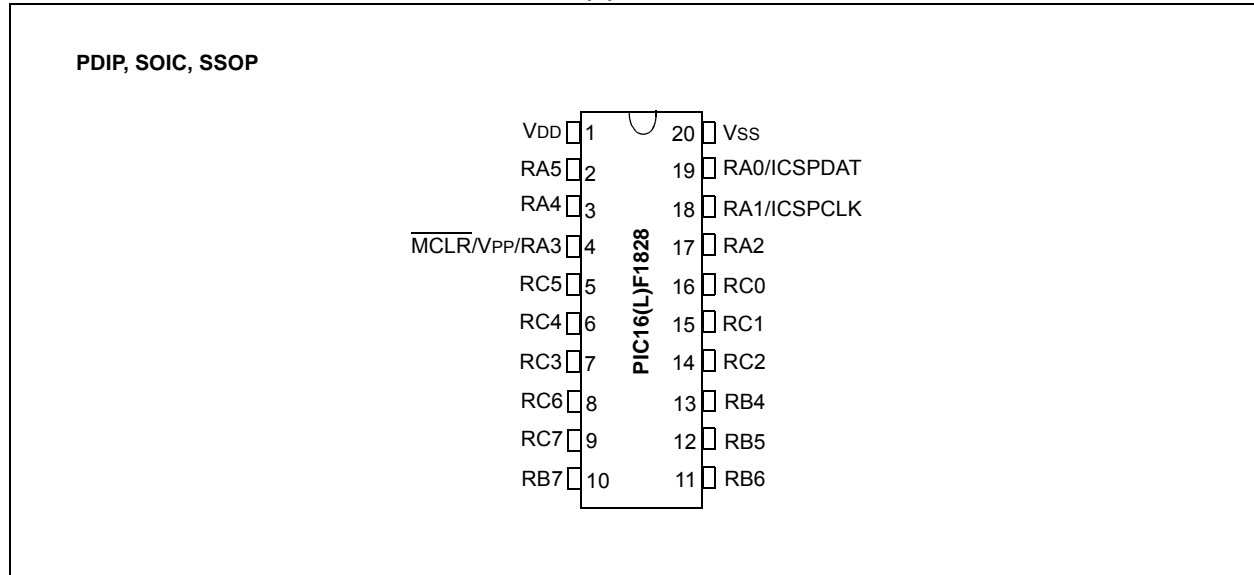 PDIP, SOIC, SSOP
VDD 1 20 VSS
RA5 2 19 RA0/ICSPDAT
RA4 3 18 RA1/ICSPCLK
MCLR/VPP/RA3 4 17 RA2
RC5 5 16 RC0
RC4 6 15 RC1
RC3 7 14 RC2
RC6 8 13 RB4
RC7 9 12 RB5
RB7 10 11 RB6
PIC16(L)F1828